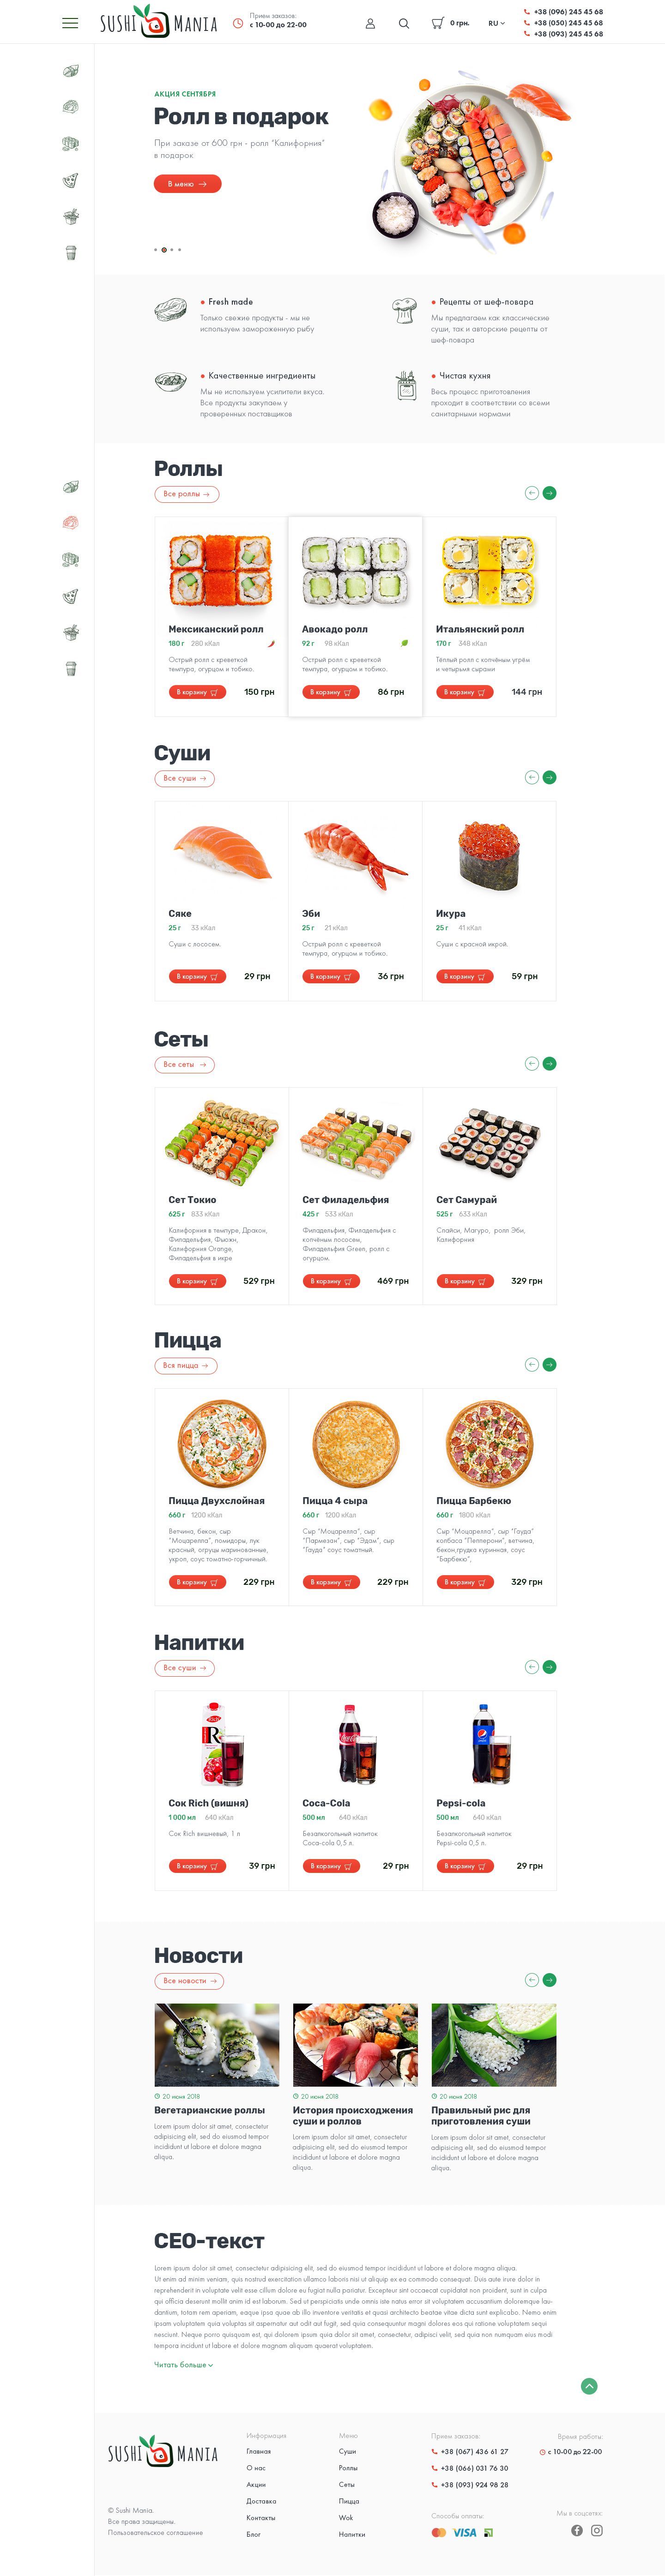 SUSHI MANIA
Прием заказов:
с 10-00 до 22-00
0 грн.
RU
+38 (096) 245 45 68
+38 (050) 245 45 68
+38 (093) 245 45 68
АКЦИЯ СЕНТЯБРЯ
Ролл в подарок
При заказе от 600 грн - ролл "Калифорния"
в подарок
В меню
Fresh made
Только свежие продукты - мы не
используем замороженную рыбу
Рецепты от шеф-повара
Мы предлагаем как классические
суши, так и авторские рецепты от
шеф-повара
Качественные ингредиенты
Мы не используем усилители вкуса.
Все продукты закупаем у
проверенных поставщиков
Чистая кухня
Весь процесс приготовления
проходит в соответствии со всеми
санитарными нормами
Роллы
Все роллы
Мексиканский ролл
180 г 280 кКал
Острый ролл с креветкой
темпура, огурцом и тобико.
В корзину 150 грн
Авокадо ролл
92 г 98 кКал
Острый ролл с креветкой
темпура, огурцом и тобико.
В корзину 86 грн
Итальянский ролл
170 г 348 кКал
Тёплый ролл с копчёным угрём
и четырьмя сырами
В корзину 144 грн
Суши
Все суши
Сяке
25 г 33 кКал
Суши с лососем.
В корзину 29 грн
Эби
25 г 21 кКал
Острый ролл с креветкой
темпура, огурцом и тобико.
В корзину 36 грн
Икура
25 г 41 кКал
Суши с красной икрой.
В корзину 59 грн
Сеты
Все сеты
Сет Токио
625 г 833 кКал
Калифорния в темпуре, Дракон,
Филадельфия, Фьюжн,
Калифорния Orange,
Филадельфия в икре
В корзину 529 грн
Сет Филадельфия
425 г 533 кКал
Филадельфия, Филадельфия с
копчёным лососем,
Филадельфия Green, ролл с
огурцом.
В корзину 469 грн
Сет Самурай
525 г 633 кКал
Спайси, Магуро, ролл Эби,
Калифорния
В корзину 329 грн
Пицца
Вся пицца
Пицца Двухслойная
660 г 1200 кКал
Ветчина, бекон, сыр
"Моцарелла", помидоры, лук
красный, огруцы маринованные,
укроп, соус томатно-горчичный.
В корзину 229 грн
Пицца 4 сыра
660 г 1200 кКал
Сыр "Моцарелла", сыр
"Пармезан", сыр "Эдам", сыр
"Гауда" соус томатный.
В корзину 229 грн
Пицца Барбекю
660 г 1800 кКал
Сыр "Моцарелла", сыр "Гауда"
колбаса "Пепперони", ветчина,
бекон,грудка куриная, соус
"Барбекю",
В корзину 329 грн
Напитки
Все суши
Rich
Сок Rich (вишня)
1 000 мл 640 кКал
Сок Rich вишневый, 1 л
В корзину 39 грн
Coca-Cola
Coca-Cola
500 мл 640 кКал
Безалкогольный напиток
Coca-cola 0,5 л.
В корзину 29 грн
Pepsi-cola
500 мл 640 кКал
Безалкогольный напиток
Pepsi-cola 0,5 л.
В корзину 29 грн
Новости
Все новости
20 июня 2018
Вегетарианские роллы
Lorem ipsum dolor sit amet, consectetur
adipisicing elit, sed do eiusmod tempor
incididunt ut labore et dolore magna
aliqua.
20 июня 2018
История происхождения
суши и роллов
Lorem ipsum dolor sit amet, consectetur
adipisicing elit, sed do eiusmod tempor
incididunt ut labore et dolore magna
aliqua.
20 июня 2018
Правильный рис для
приготовления суши
Lorem ipsum dolor sit amet, consectetur
adipisicing elit, sed do eiusmod tempor
incididunt ut labore et dolore magna
aliqua.
СЕО-текст
Lorem ipsum dolor sit amet, consectetur adipisicing elit, sed do eiusmod tempor incididunt ut labore et dolore magna aliqua.
Ut enim ad minim veniam, quis nostrud exercitation ullamco laboris nisi ut aliquip ex ea commodo consequat. Duis aute irure dolor in
reprehenderit in voluptate velit esse cillum dolore eu fugiat nulla pariatur. Excepteur sint occaecat cupidatat non proident, sunt in culpa
qui officia deserunt mollit anim id est laborum. Sed ut perspiciatis unde omnis iste natus error sit voluptatem accusantium doloremque lau-
dantium, totam rem aperiam, eaque ipsa quae ab illo inventore veritatis et quasi architecto beatae vitae dicta sunt explicabo. Nemo enim
ipsam voluptatem quia voluptas sit aspernatur aut odit aut fugit, sed quia consequuntur magni dolores eos qui ratione voluptatem sequi
nesciunt. Neque porro quisquam est, qui dolorem ipsum quia dolor sit amet, consectetur, adipisci velit, sed quia non numquam eius modi
tempora incidunt ut labore et dolore magnam aliquam quaerat voluptatem.
Читать больше
SUSHI MANIA
© Sushi Mania.
Все права защищены.
Пользовательское соглашение
Информация
Главная
О нас
Акции
Доставка
Контакты
Блог
Меню
Суши
Роллы
Сеты
Пицца
Wok
Напитки
Прием заказов:
+38 (067) 436 61 27
+38 (066) 031 76 30
+38 (093) 924 98 28
Способы оплаты:
VISA
Время работы:
с 10-00 до 22-00
Мы в соцсетях: